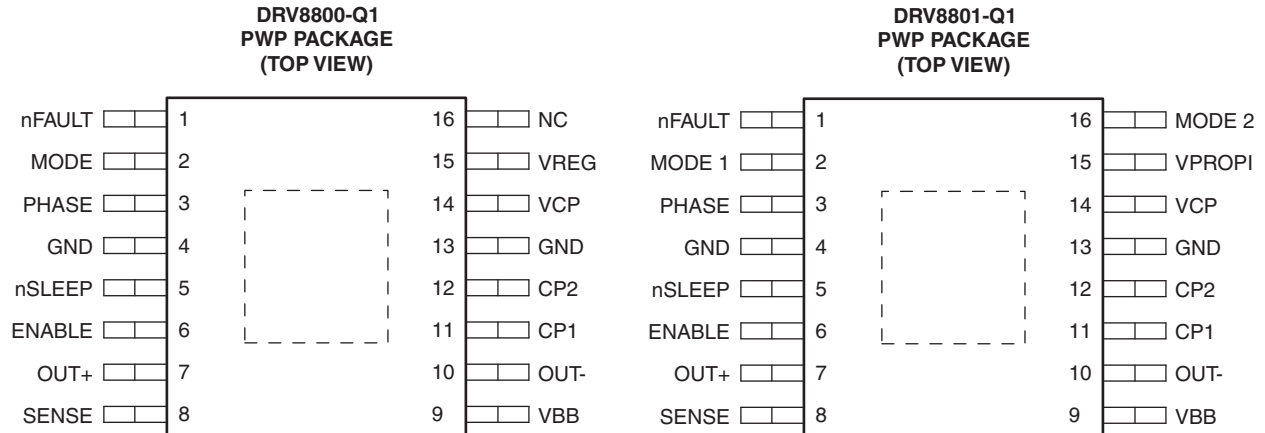 DRV8800-Q1
PWP PACKAGE
(TOP VIEW)
nFAULT 1 16 NC
MODE 2 15 VREG
PHASE 3 14 VCP
GND 4 13 GND
nSLEEP 5 12 CP2
ENABLE 6 11 CP1
OUT+ 7 10 OUT-
SENSE 8 9 VBB
DRV8801-Q1
PWP PACKAGE
(TOP VIEW)
nFAULT 1 16 MODE 2
MODE 1 2 15 VPROPI
PHASE 3 14 VCP
GND 4 13 GND
nSLEEP 5 12 CP2
ENABLE 6 11 CP1
OUT+ 7 10 OUT-
SENSE 8 9 VBB